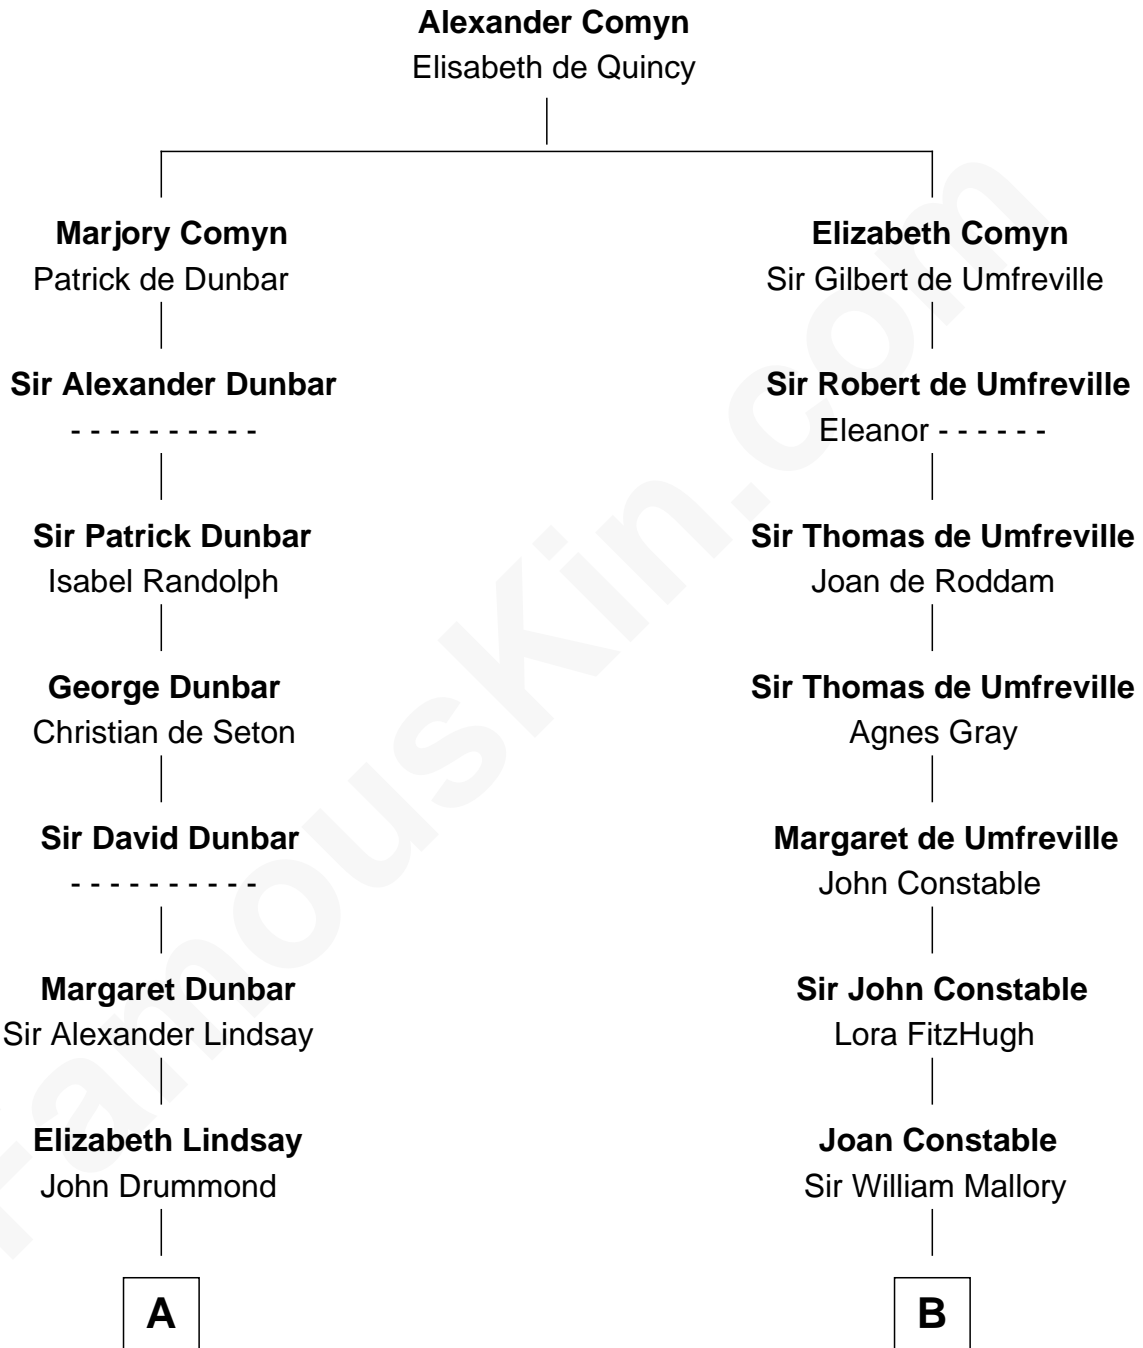 Alexander Comyn
Elisabeth de Quincy
Marjory Comyn
Patrick de Dunbar
Elizabeth Comyn
Sir Gilbert de Umfreville
Sir Alexander Dunbar
- - - - - - - - - -
Sir Robert de Umfreville
Eleanor - - - - - -
Sir Patrick Dunbar
Isabel Randolph
Sir Thomas de Umfreville
Joan de Roddam
George Dunbar
Christian de Seton
Sir Thomas de Umfreville
Agnes Gray
Sir David Dunbar
- - - - - - - - - -
Margaret de Umfreville
John Constable
Margaret Dunbar
Sir Alexander Lindsay
Sir John Constable
Lora FitzHugh
Elizabeth Lindsay
John Drummond
Joan Constable
Sir William Mallory
A
B
FamousKin.com